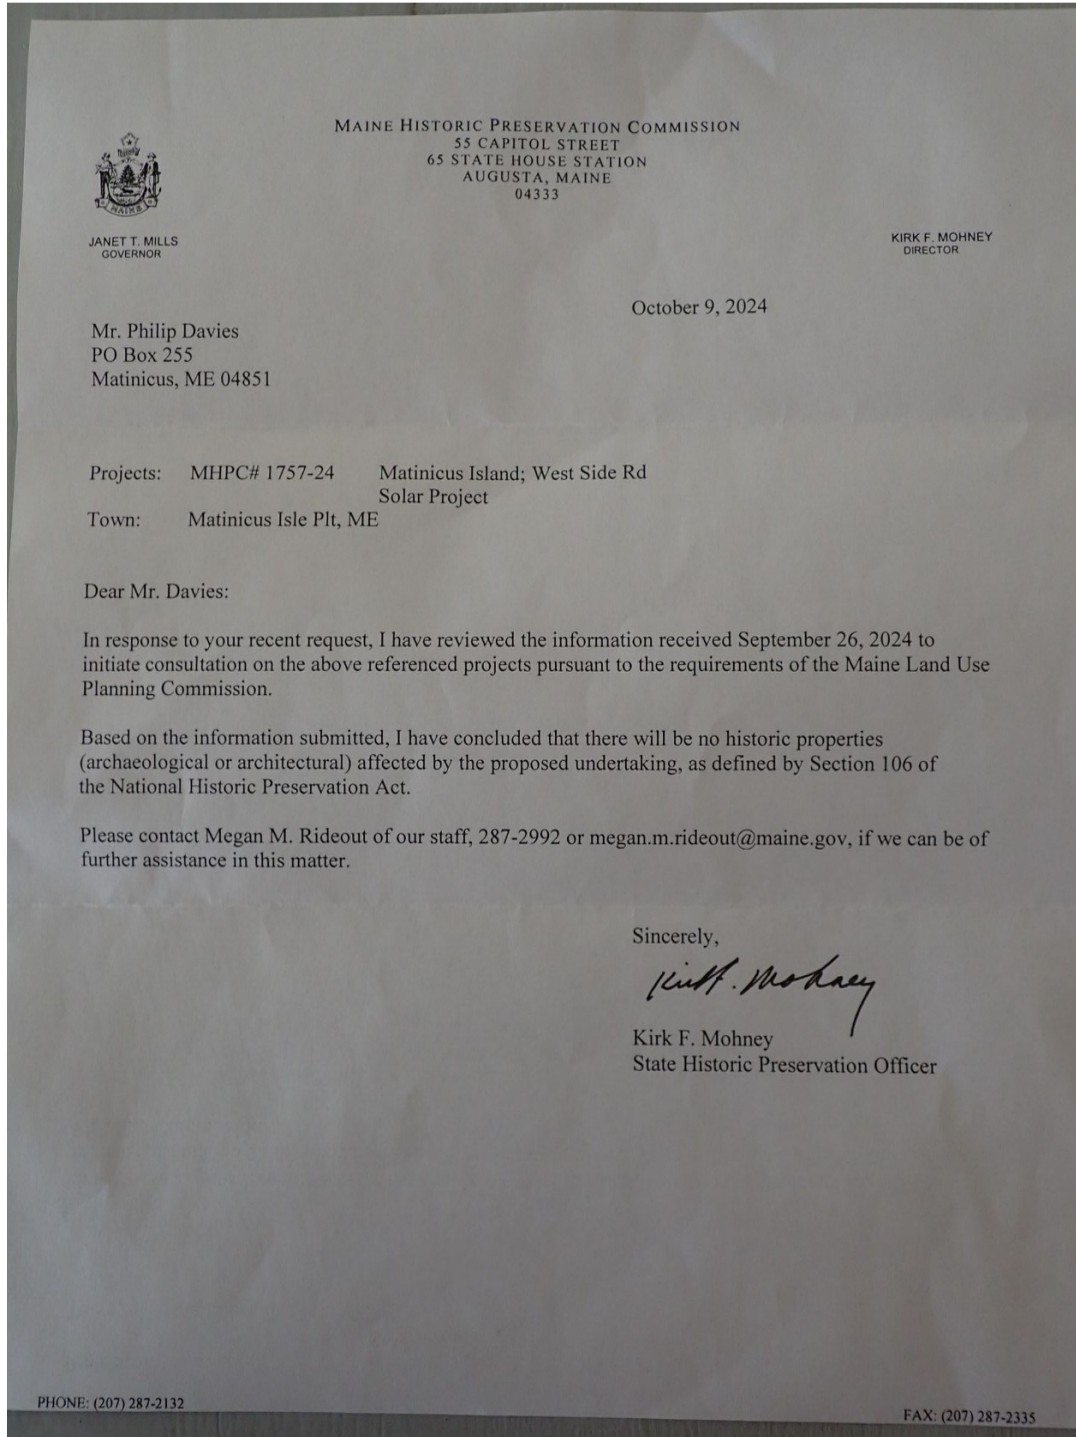 MAINE HISTORIC PRESERVATION COMMISSION
55 CAPITOL STREET
65 STATE HOUSE STATION
AUGUSTA, MAINE
04333
MAINE
JANET T. MILLS
GOVERNOR
KIRK F. MOHNEY
DIRECTOR
October 9, 2024
Mr. Philip Davies
PO Box 255
Matinicus, ME 04851
Projects: MHPC# 1757-24 Matinicus Island; West Side Rd
Solar Project
Town: Matinicus Isle Plt, ME
Dear Mr. Davies:
In response to your recent request, I have reviewed the information received September 26, 2024 to
initiate consultation on the above referenced projects pursuant to the requirements of the Maine Land Use
Planning Commission.
Based on the information submitted, I have concluded that there will be no historic properties
(archaeological or architectural) affected by the proposed undertaking, as defined by Section 106 of
the National Historic Preservation Act.
Please contact Megan M. Rideout of our staff, 287-2992 or megan.m.rideout@maine.gov, if we can be of
further assistance in this matter.
Sincerely,
Kirk F. Mohney
Kirk F. Mohney
State Historic Preservation Officer
PHONE: (207) 287-2132
FAX: (207) 287-2335